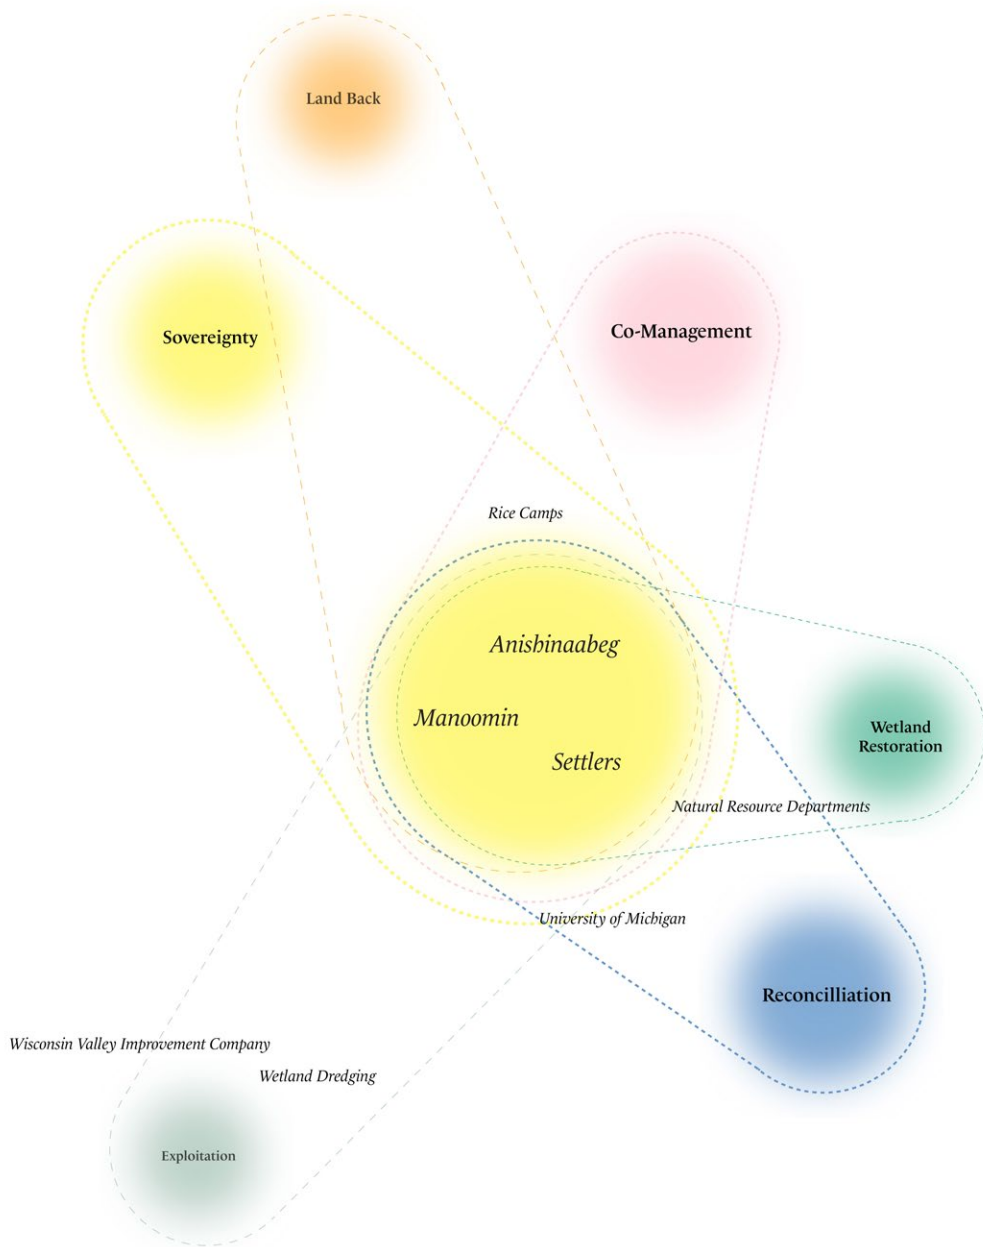 Land Back
Sovereignty
Co-Management
Rice Camps
Anishinaabeg
Manoomin
Settlers
Wetland
Restoration
Natural Resource Departments
University of Michigan
Reconcilliation
Wisconsin Valley Improvement Company
Wetland Dredging
Exploitation